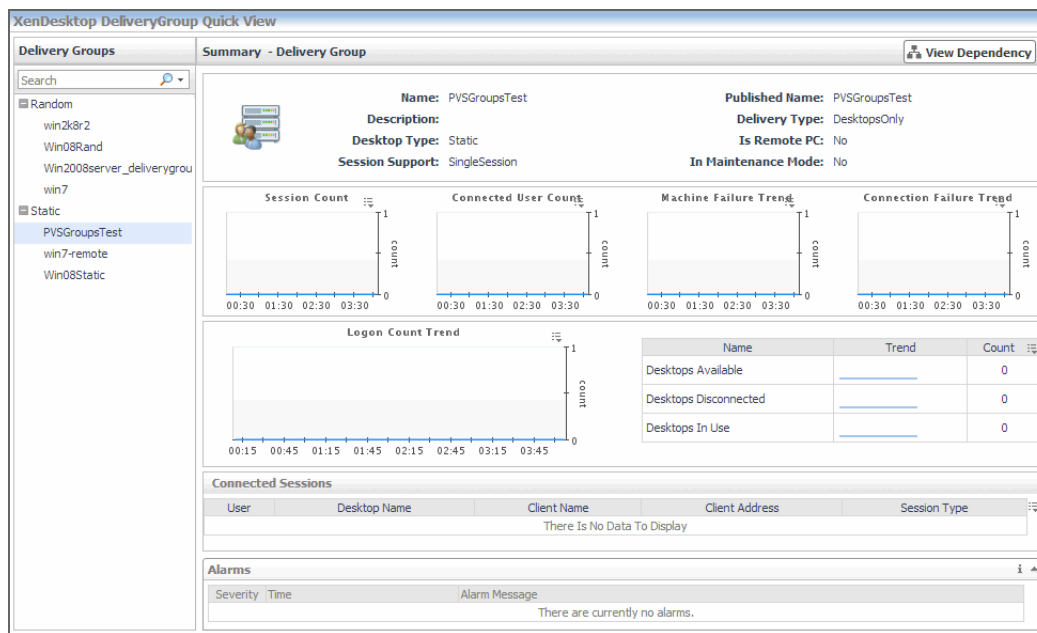 XenDesktop DeliveryGroup Quick View
Delivery Groups
Search
Random
win2k8r2
Win08Rand
Win2008server_deliverygrou
win7
Static
PVSGroupsTest
win7-remote
Win08Static
Summary - Delivery Group
View Dependency
Name: PVSGroupsTest
Published Name: PVSGroupsTest
Description:
Delivery Type: DesktopsOnly
Desktop Type: Static
Is Remote PC: No
Session Support: SingleSession
In Maintenance Mode: No
Session Count
1
count
0
00:30 01:30 02:30 03:30
Connected User Count
1
count
0
00:30 01:30 02:30 03:30
Machine Failure Trend
1
count
0
00:30 01:30 02:30 03:30
Connection Failure Trend
1
count
0
00:30 01:30 02:30 03:30
Logon Count Trend
1
count
0
00:15 00:45 01:15 01:45 02:15 02:45 03:15 03:45
Name Trend Count
Desktops Available 0
Desktops Disconnected 0
Desktops In Use 0
Connected Sessions
User Desktop Name Client Name Client Address Session Type
There Is No Data To Display
Alarms
Severity Time Alarm Message
There are currently no alarms.